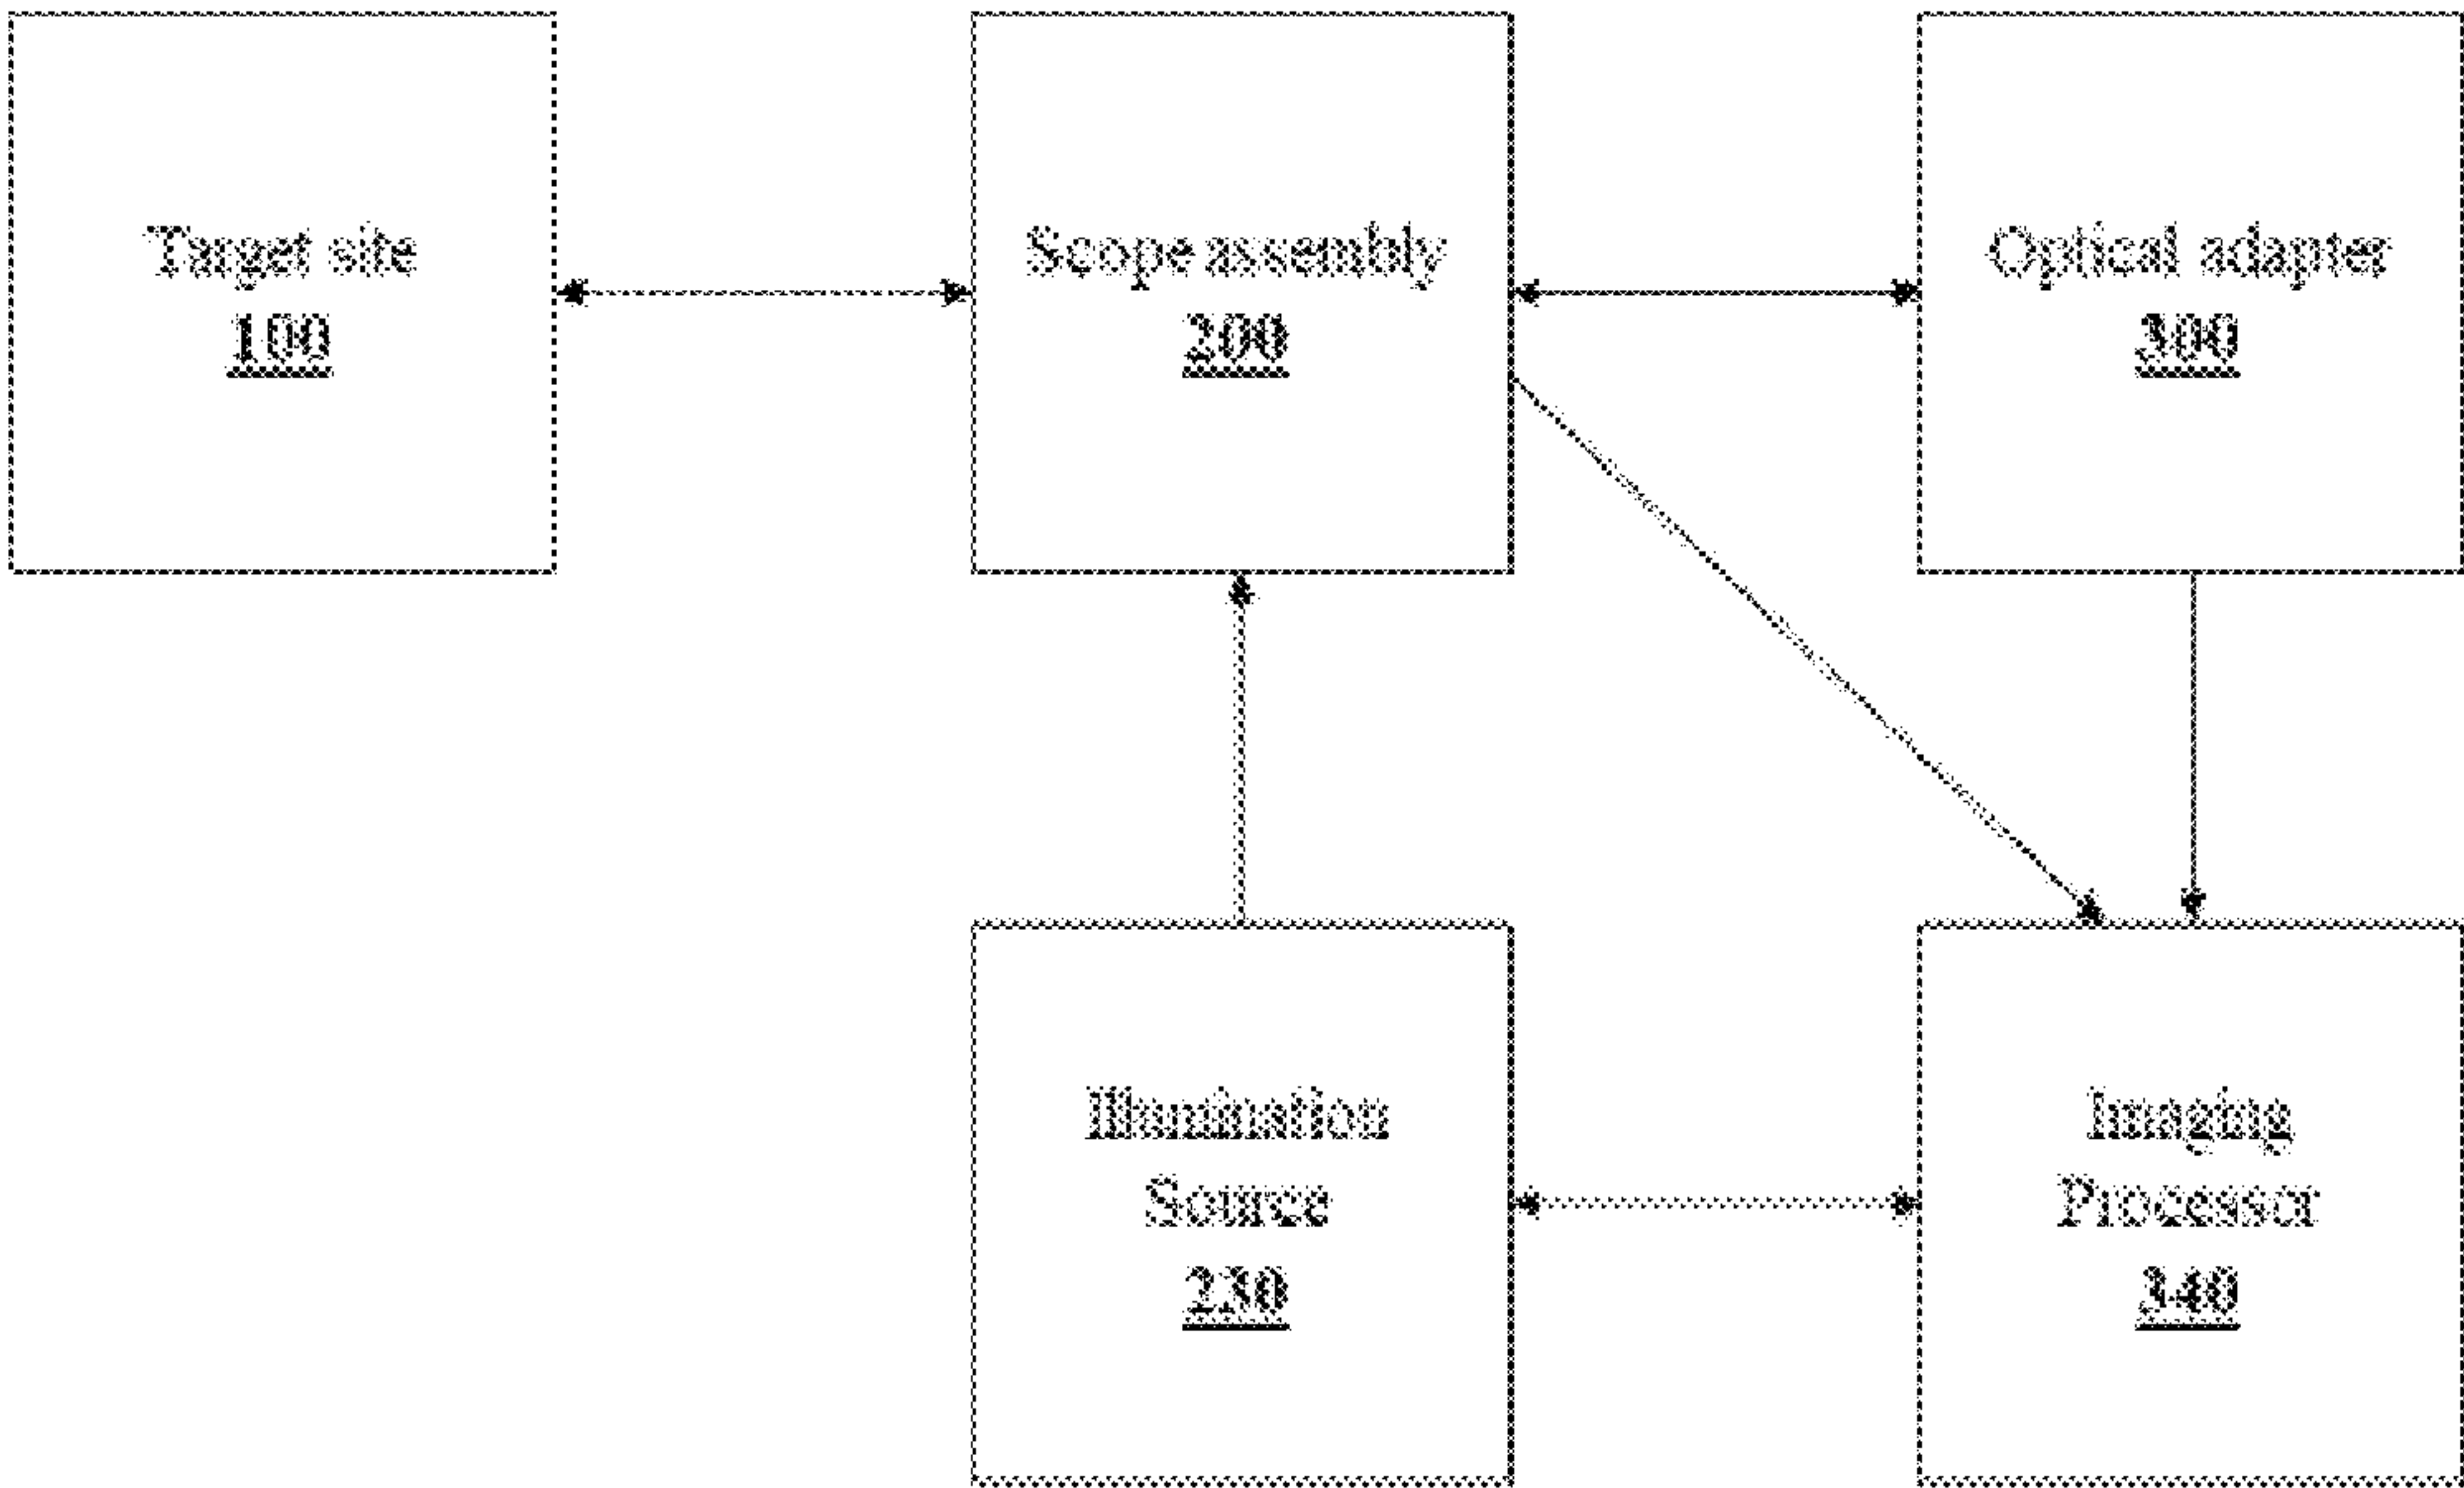 Target site
100
Scope assembly
200
Optical adapter
300
Illumination
Source
230
Imaging
Processor
340